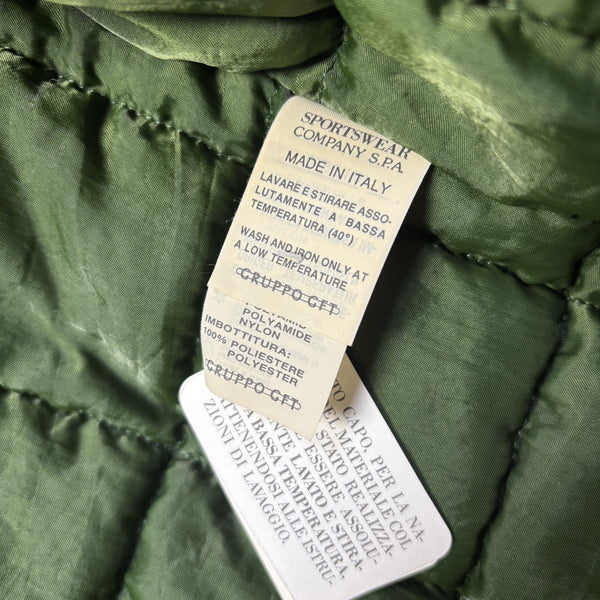 SPORTSWEAR
COMPANY S.P.A.
MADE IN ITALY
LAVARE E STIRARE ASSO-
LUTAMENTE A BASSA
TEMPERATURA (40°)
WASH AND IRON ONLY AT
A LOW TEMPERATURE
GRUPPO GFT
POLYAMIDE
NYLON
IMBOTTITURA:
100% POLIESTERE
POLYESTER
GRUPPO GFT
TO CAPO, PER LA NA-
DEL MATERIALE COL
STATO REALIZZA-
ESSERE ASSOLU-
LAVATO E STIRA-
BASSA TEMPERATURA,
ATTENENDOSI ALLE ISTRU-
ZIONI DI LAVAGGIO.